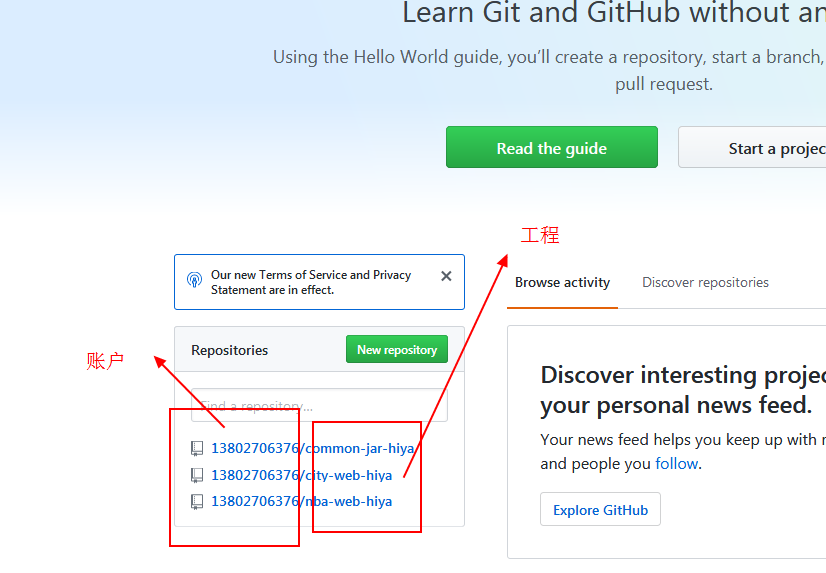 Learn Git and GitHub without an
Using the Hello World guide, you’ll create a repository, start a branch,
pull request.
Read the guide
Start a projec
工程
Our new Terms of Service and Privacy
Statement are in effect.
Browse activity
Discover repositories
账户
Repositories
New repository
Find a repository...
13802706376/common-jar-hiya
13802706376/city-web-hiya
13802706376/nba-web-hiya
Discover interesting projec
your personal news feed.
Your news feed helps you keep up with r
and people you follow.
Explore GitHub